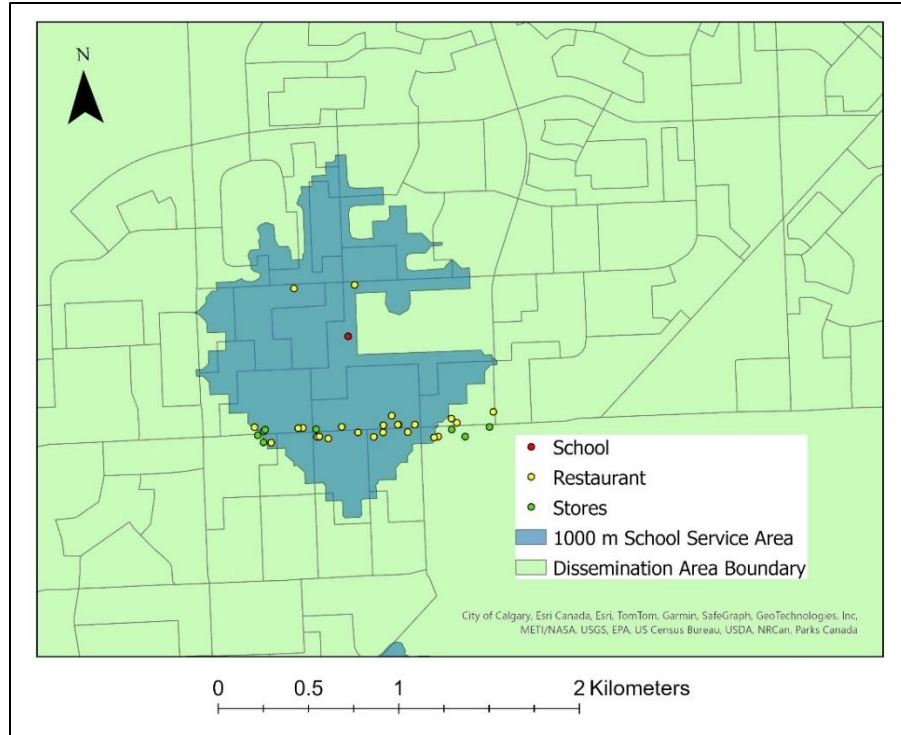 N
School
Restaurant
Stores
1000 m School Service Area
Dissemination Area Boundary
City of Calgary, Esri Canada, Esri, TomTom, Garmin, SafeGraph, GeoTechnologies, Inc,
METI/NASA, USGS, EPA, US Census Bureau, USDA, NRCan, Parks Canada
0 0.5 1 2 Kilometers